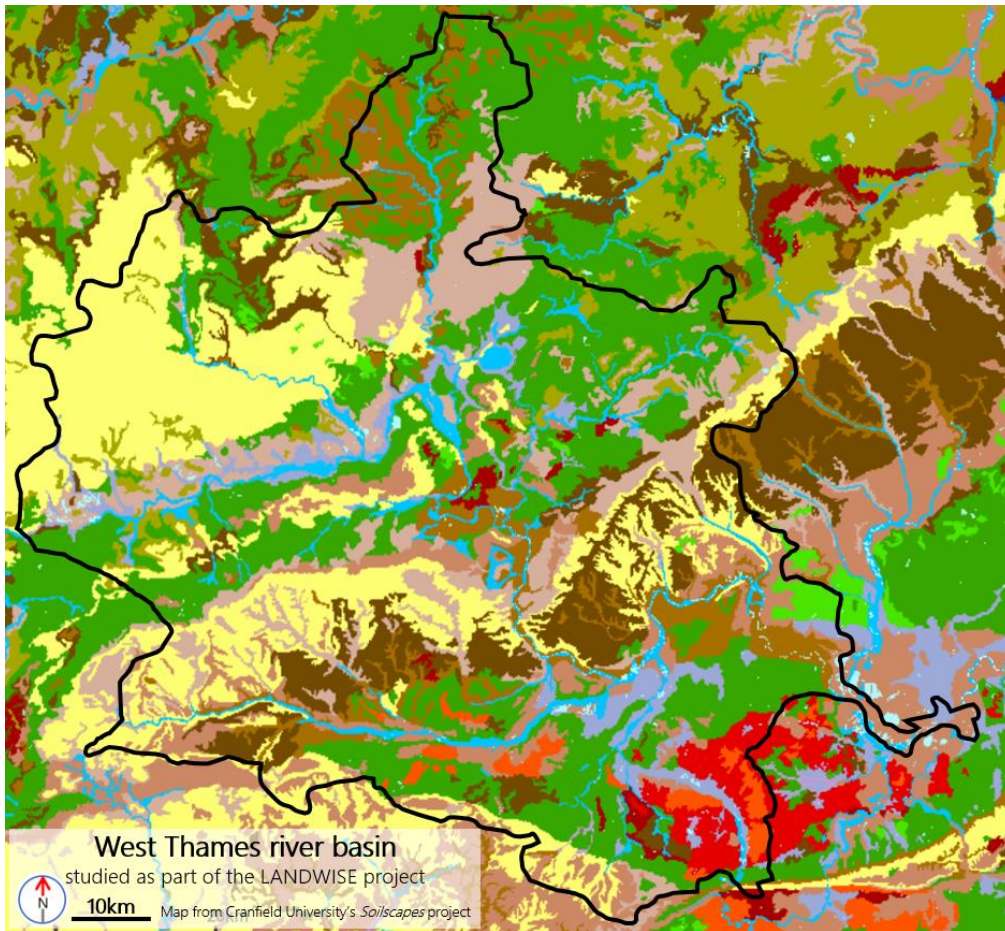 West Thames river basin
studied as part of the LANDWISE project
N
10km
Map from Cranfield University's Soilscapes project